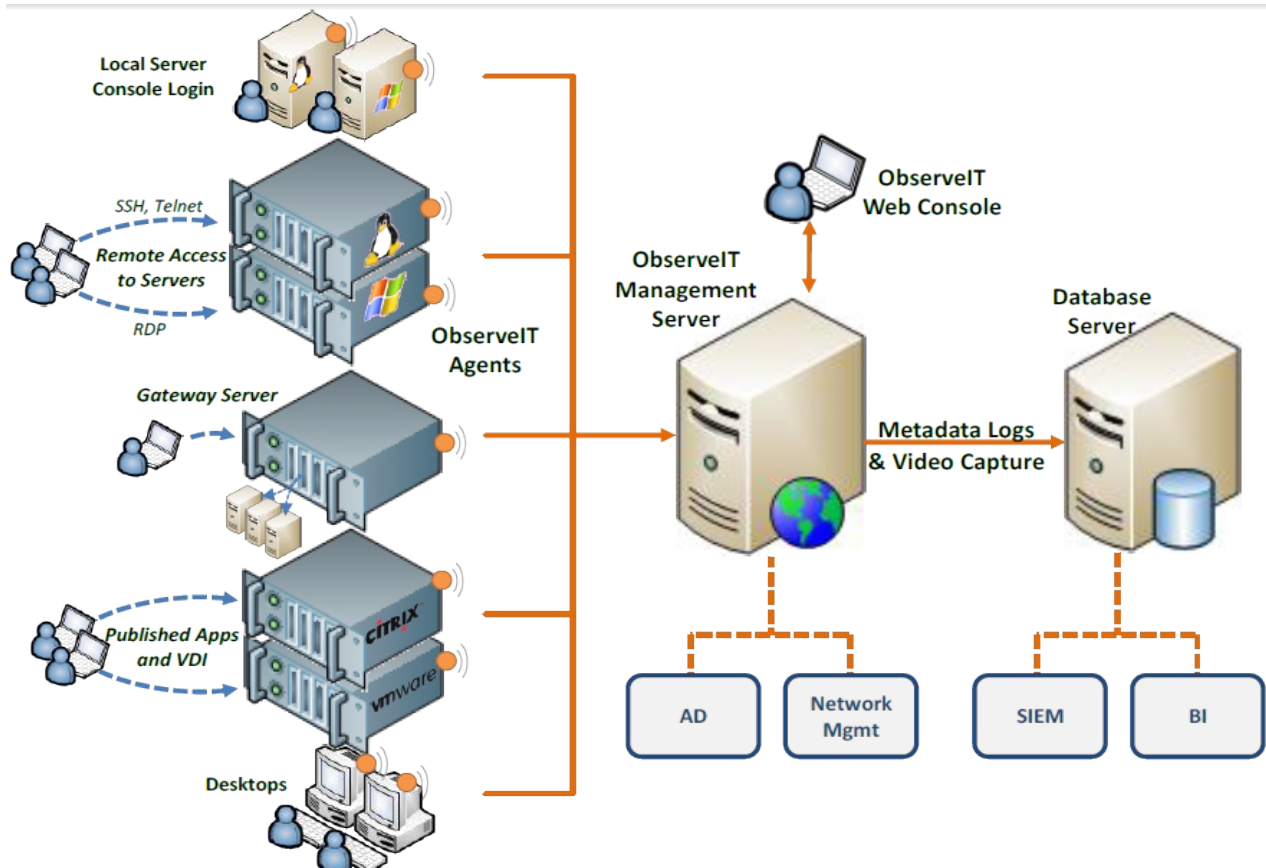 Local Server
Console Login
SSH, Telnet
Remote Access
to Servers
RDP
ObserveIT
Agents
Gateway Server
Published Apps
and VDI
CİTRIX
vmware
Desktops
ObserveIT
Web Console
ObserveIT
Management
Server
Database
Server
Metadata Logs
& Video Capture
AD
Network
Mgmt
SIEM
BI